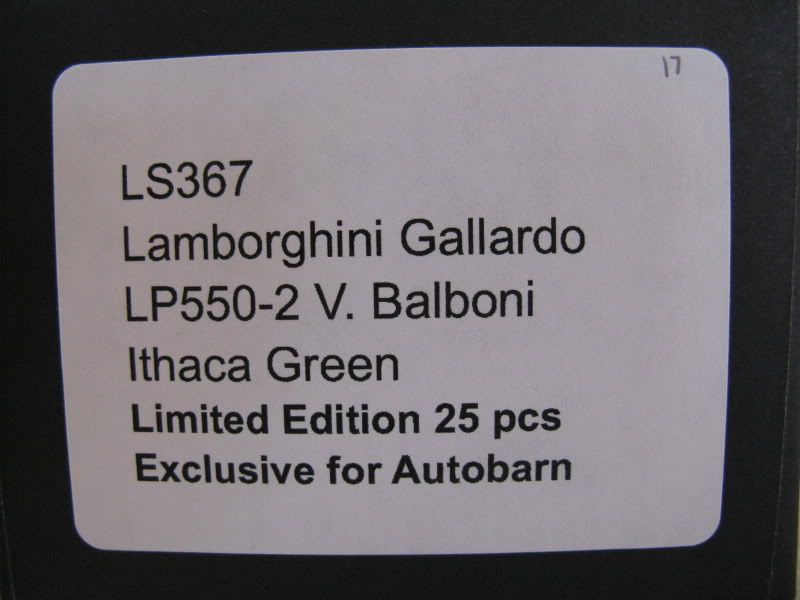 17
LS367
Lamborghini Gallardo
LP550-2 V. Balboni
Ithaca Green
Limited Edition 25 pcs
Exclusive for Autobarn